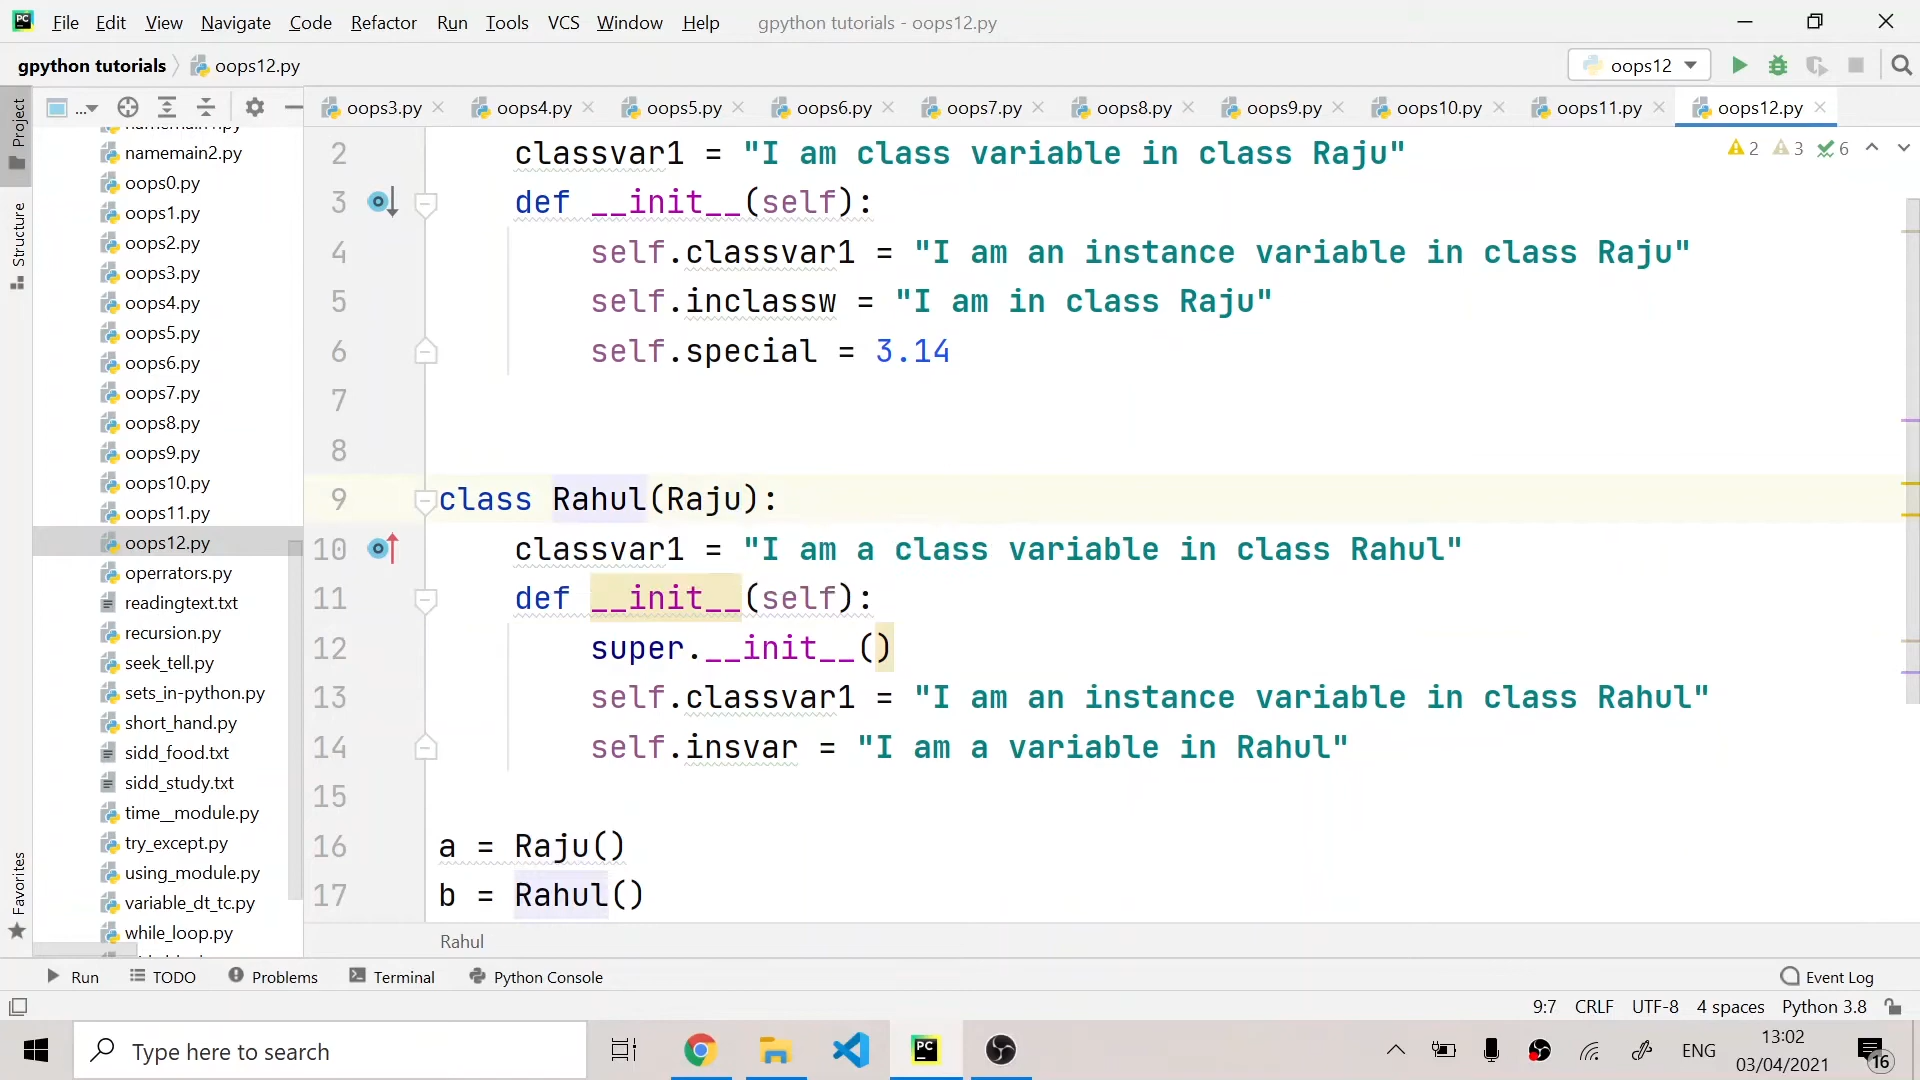 PC File Edit View Navigate Code Refactor Run Tools VCS Window Help gpython tutorials - oops12.py
gpython tutorials oops12.py oops12
Project
... oops3.py oops4.py oops5.py oops6.py oops7.py oops8.py oops9.py oops10.py oops11.py oops12.py
namemain2.py
oops0.py
oops1.py
oops2.py
oops3.py
oops4.py
oops5.py
oops6.py
oops7.py
oops8.py
oops9.py
oops10.py
oops11.py
oops12.py
operrators.py
readingtext.txt
recursion.py
seek_tell.py
sets_in-python.py
short_hand.py
sidd_food.txt
sidd_study.txt
time__module.py
try_except.py
using_module.py
variable_dt_tc.py
while_loop.py
Structure
Favorites
2 3 6
2 classvar1 = "I am class variable in class Raju"
3 def __init__(self):
4 self.classvar1 = "I am an instance variable in class Raju"
5 self.inclassw = "I am in class Raju"
6 self.special = 3.14
7
8
9 class Rahul(Raju):
10 classvar1 = "I am a class variable in class Rahul"
11 def __init__(self):
12 super.__init__()
13 self.classvar1 = "I am an instance variable in class Rahul"
14 self.insvar = "I am a variable in Rahul"
15
16 a = Raju()
17 b = Rahul()
Rahul
Run TODO Problems Terminal Python Console Event Log
9:7 CRLF UTF-8 4 spaces Python 3.8
Type here to search PC ENG 13:02
03/04/2021 16